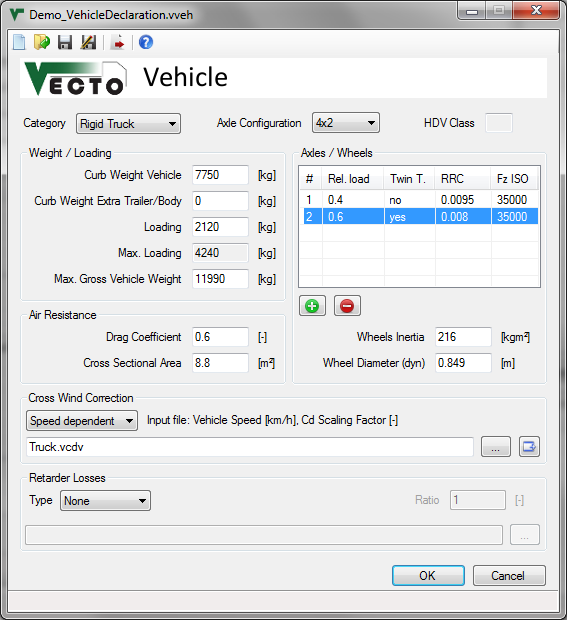 Demo_VehicleDeclaration.vveh
VECTO Vehicle
Category Rigid Truck Axle Configuration 4x2 HDV Class
Weight / Loading
Curb Weight Vehicle 7750 [kg]
Curb Weight Extra Trailer/Body 0 [kg]
Loading 2120 [kg]
Max. Loading 4240 [kg]
Max. Gross Vehicle Weight 11990 [kg]
Axles / Wheels
# Rel. load Twin T. RRC Fz ISO
1 0.4 no 0.0095 35000
2 0.6 yes 0.008 35000
Air Resistance
Drag Coefficient 0.6 [-]
Cross Sectional Area 8.8 [m²]
Wheels Inertia 216 [kgm²]
Wheel Diameter (dyn) 0.849 [m]
Cross Wind Correction
Speed dependent Input file: Vehicle Speed [km/h], Cd Scaling Factor [-]
Truck.vcdv ...
Retarder Losses
Type None Ratio 1 [-]
...
OK Cancel